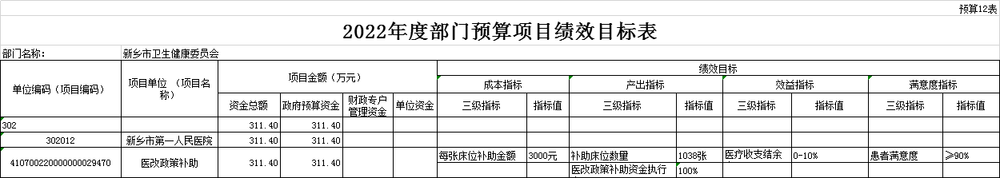 预算12表
2022年度部门预算项目绩效目标表
部门名称： 新乡市卫生健康委员会
单位编码（项目编码） 项目单位 （项目名称） 项目金额（万元） 绩效目标
成本指标 产出指标 效益指标 满意度指标
资金总额 政府预算资金 财政专户管理资金 单位资金 三级指标 指标值 三级指标 指标值 三级指标 指标值 三级指标 指标值
302 311.40 311.40
302012 新乡市第一人民医院 311.40 311.40
410700220000000029470 医改政策补助 311.40 311.40 每张床位补助金额 3000元 补助床位数量 1038张 医疗收支结余 0-10% 患者满意度 ≥90%
医改政策补助资金执行 100%